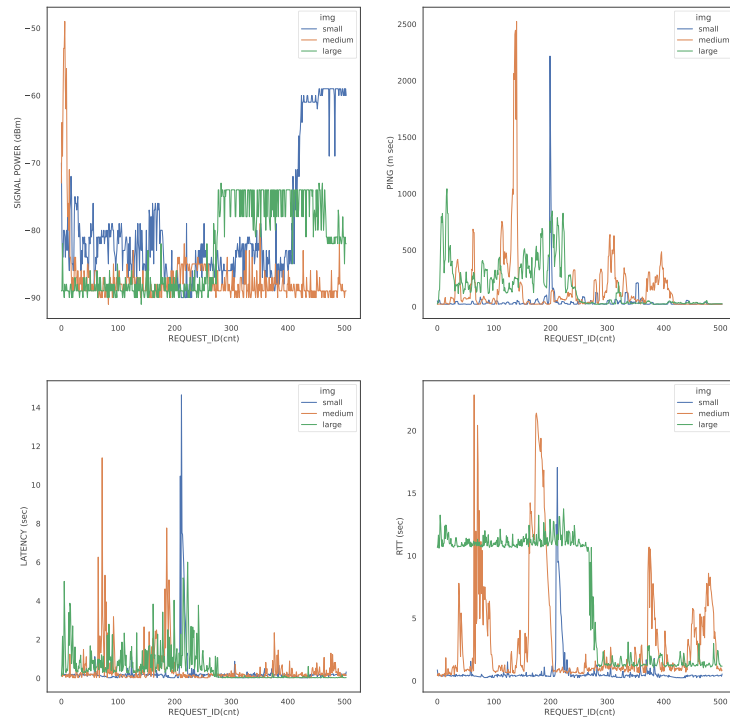 img
small
medium
large
−50
−60
−70
−80
−90
SIGNAL POWER (dBm)
0 100 200 300 400 500
REQUEST_ID(cnt)
img
small
medium
large
2500
2000
1500
1000
500
0
PING (m sec)
0 100 200 300 400 500
REQUEST_ID(cnt)
img
small
medium
large
14
12
10
8
6
4
2
0
LATENCY (sec)
0 100 200 300 400 500
REQUEST_ID(cnt)
img
small
medium
large
20
15
10
5
0
RTT (sec)
0 100 200 300 400 500
REQUEST_ID(cnt)